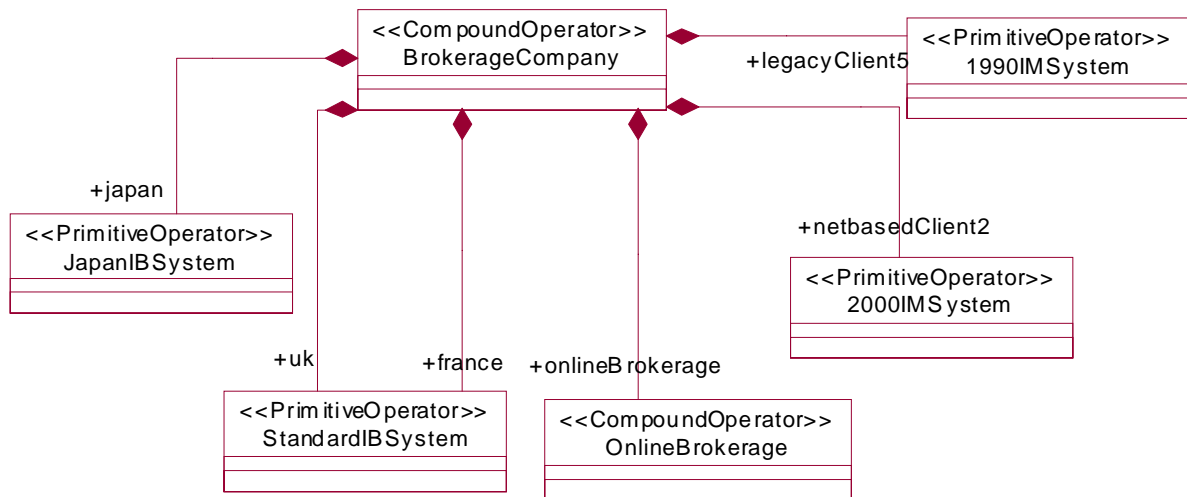 <<CompoundOperator>>
BrokerageCompany
<<PrimitiveOperator>>
1990IMSystem
+legacyClient5
+japan
<<PrimitiveOperator>>
JapanIBSystem
+netbasedClient2
<<PrimitiveOperator>>
2000IMSystem
+uk
+france
+onlineBrokerage
<<PrimitiveOperator>>
StandardIBSystem
<<CompoundOperator>>
OnlineBrokerage